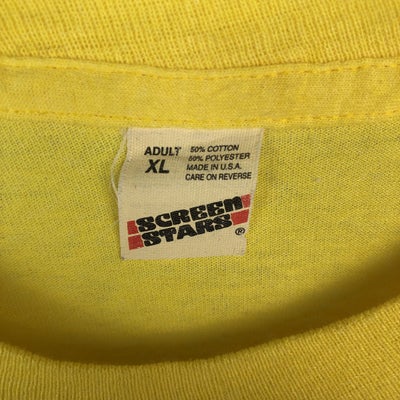 ADULT
XL
50% COTTON
50% POLYESTER
MADE IN U.S.A.
CARE ON REVERSE
SCREEN
STARS®